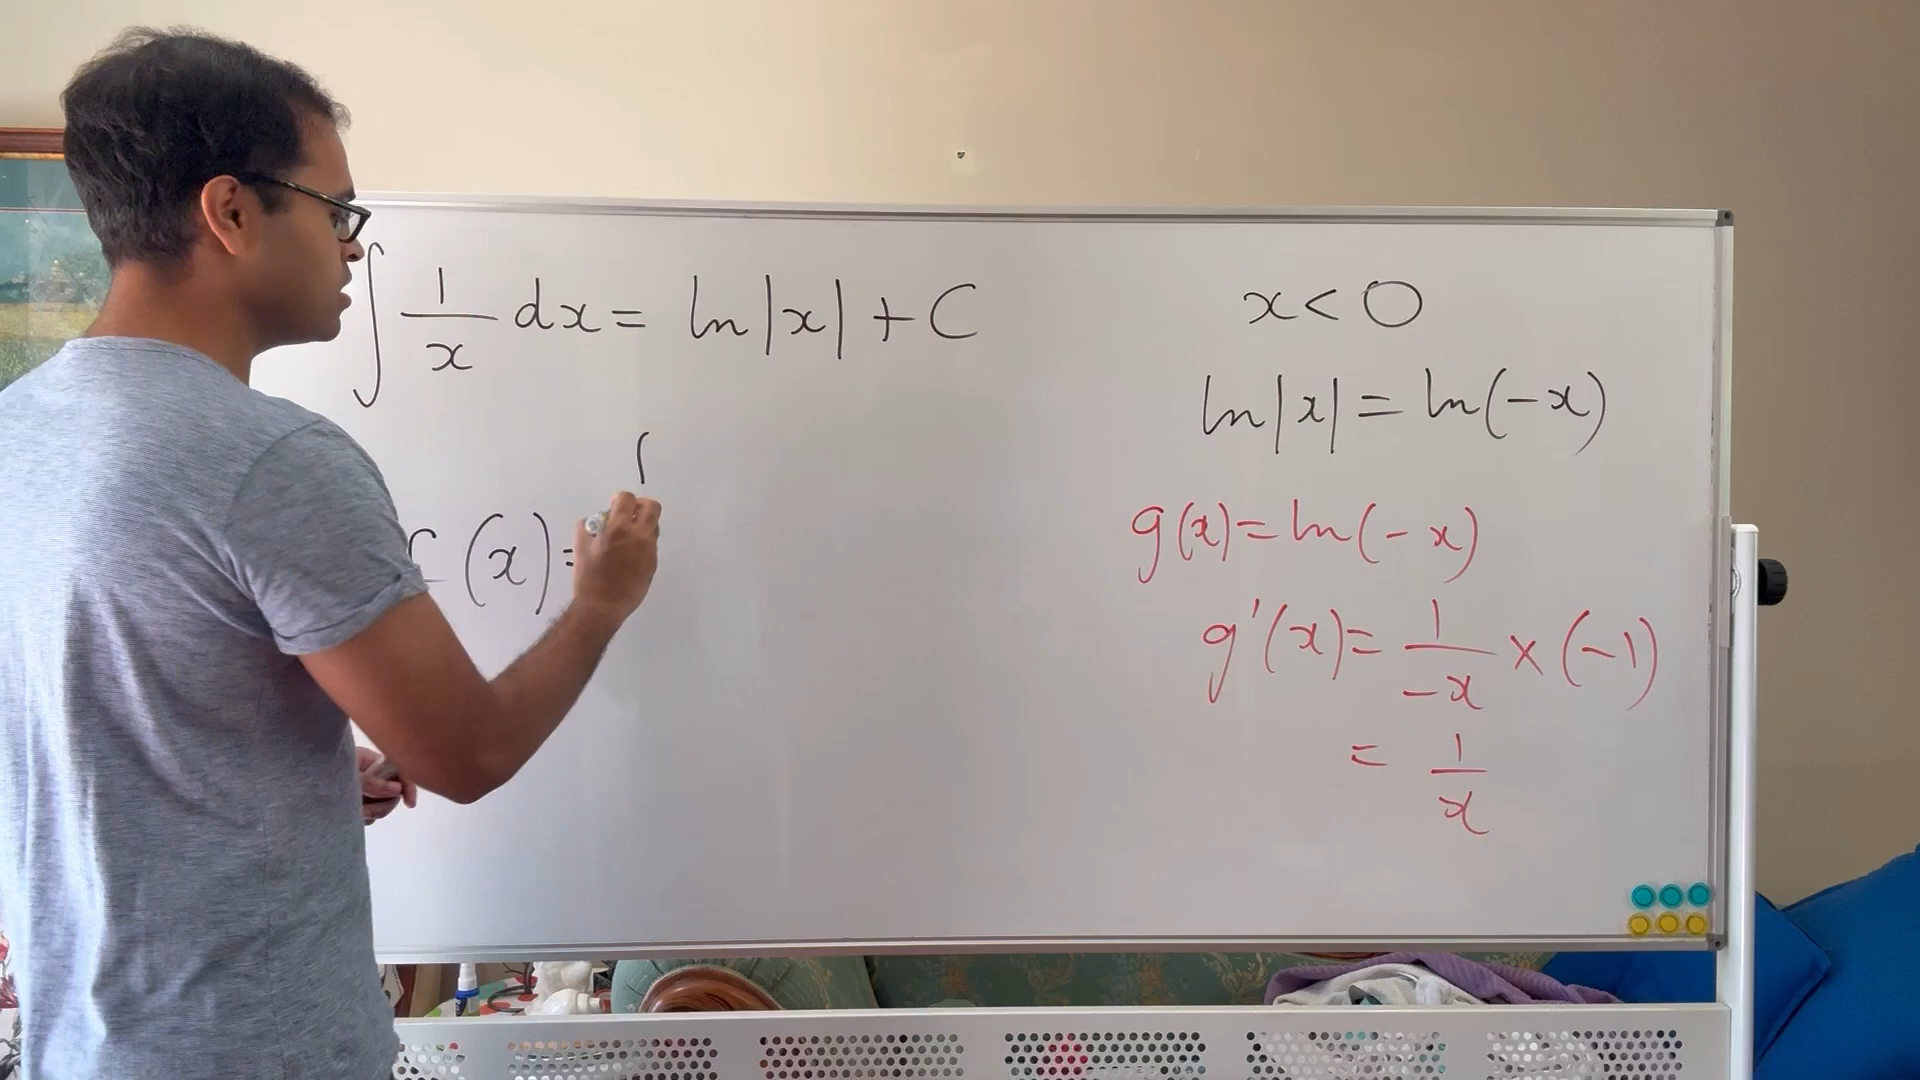 ∫ 1/x dx = ln|x| + C
(x) =
x < 0
ln|x| = ln(-x)
g(x) = ln(-x)
g'(x) = 1/-x × (-1)
= 1/x